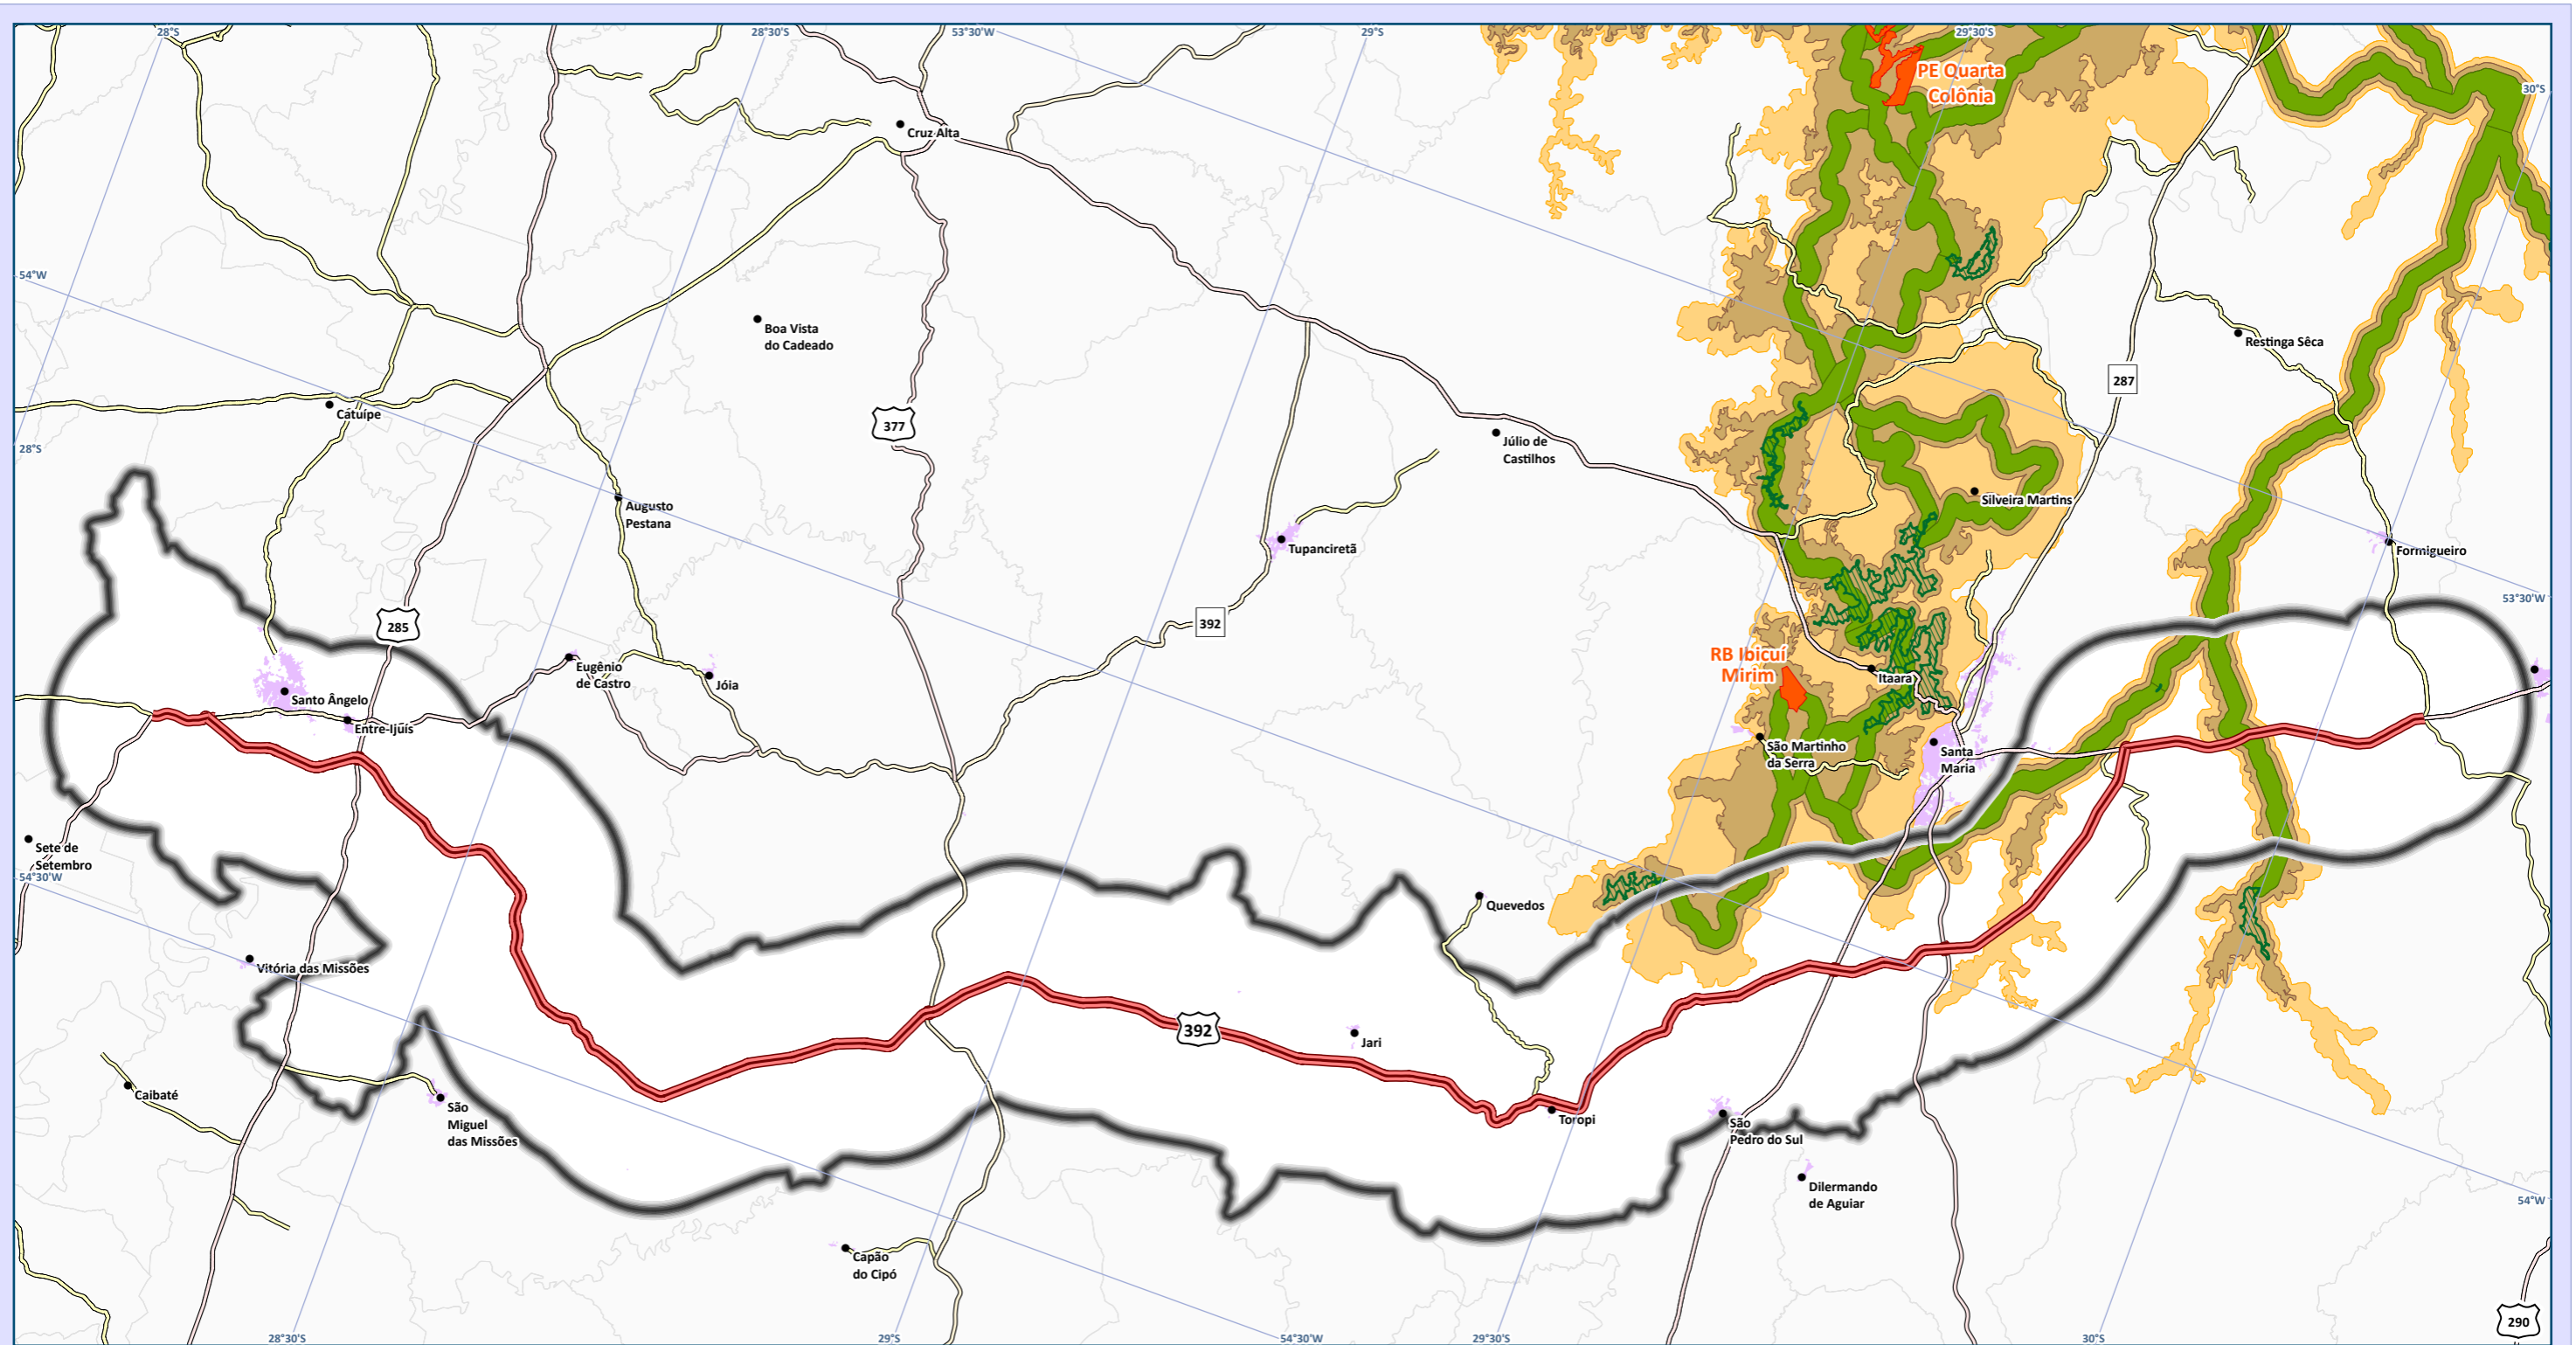 28°S
28°30'S
53°30'W
29°S
29°30'S
30°S
PE Quarta
Colônia
Cruz Alta
54°W
Boa Vista
do Cadeado
Restinga Sêca
287
Catuípe
377
Júlio de
Castilhos
28°S
Silveira Martins
Augusto
Pestana
Tupanciretã
Formigueiro
53°30'W
285
392
RB Ibicuí
Mirim
Eugênio
de Castro
Itaara
Jóia
Santo Ângelo
Entre-Ijuís
São Martinho
da Serra
Santa
Maria
Sete de
Setembro
54°30'W
Quevedos
Vitória das Missões
392
Jari
Caibaté
São
Miguel
das Missões
Toropi
São
Pedro do Sul
Dilermando
de Aguiar
54°W
Capão
do Cipó
290
28°30'S
29°S
54°30'W
29°30'S
30°S